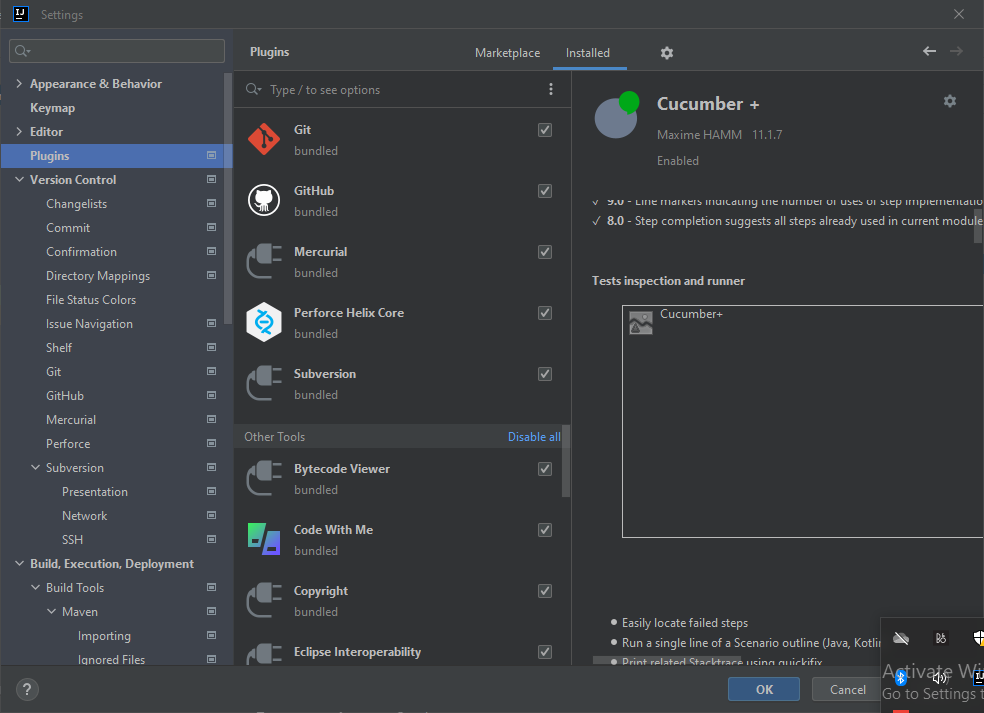 Settings
Appearance & Behavior
Keymap
Editor
Plugins
Version Control
Changelists
Commit
Confirmation
Directory Mappings
File Status Colors
Issue Navigation
Shelf
Git
GitHub
Mercurial
Perforce
Subversion
Presentation
Network
SSH
Build, Execution, Deployment
Build Tools
Maven
Importing
Ignored Files
?
Plugins
Marketplace
Installed
Type / to see options
Git
bundled
GitHub
bundled
Mercurial
bundled
Perforce Helix Core
bundled
Subversion
bundled
Other Tools
Disable all
Bytecode Viewer
bundled
Code With Me
bundled
Copyright
bundled
Eclipse Interoperability
Cucumber +
Maxime HAMM 11.1.7
Enabled
✓ 9.0 - Line markers indicating the number of uses of step implementatio
✓ 8.0 - Step completion suggests all steps already used in current module
Tests inspection and runner
Cucumber+
• Easily locate failed steps
• Run a single line of a Scenario outline (Java, Kotlin
• Print related Stacktrace using quickfix
OK
Cancel
Activate Wi
Go to Settings t